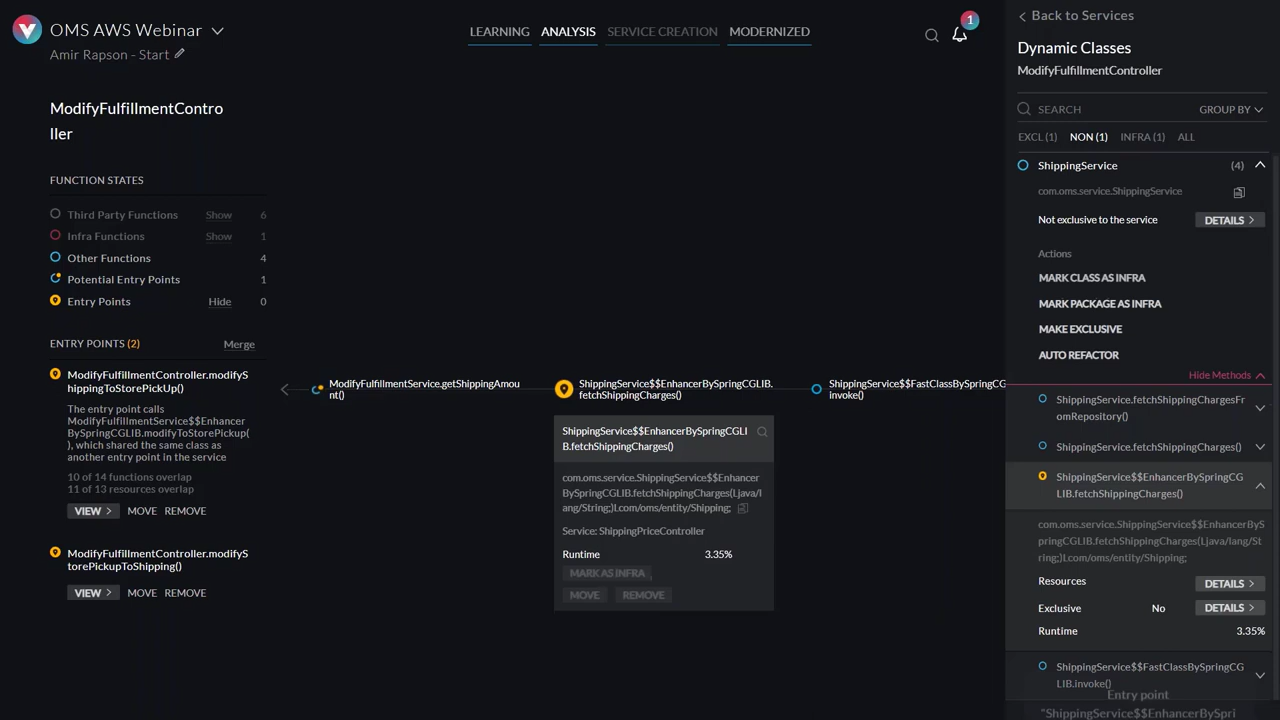 OMS AWS Webinar
Amir Rapson - Start
LEARNING
ANALYSIS
SERVICE CREATION
MODERNIZED
1
ModifyFulfillmentContro
ller
FUNCTION STATES
Third Party Functions Show 6
Infra Functions Show 1
Other Functions 4
Potential Entry Points 1
Entry Points Hide 0
ENTRY POINTS (2) Merge
ModifyFulfillmentController.modifyS
hippingToStorePickUp()
The entry point calls
ModifyFulfillmentService$$Enhancer
BySpringCGLIB.modifyToStorePickup(
), which shared the same class as
another entry point in the service
10 of 14 functions overlap
11 of 13 resources overlap
VIEW > MOVE REMOVE
ModifyFulfillmentController.modifyS
torePickupToShipping()
VIEW > MOVE REMOVE
ModifyFulfillmentService.getShippingAmou
nt()
ShippingService$$EnhancerBySpringCGLIB.
fetchShippingCharges()
ShippingService$$FastClassBySpringCG
invoke()
ShippingService$$EnhancerBySpringCGLI
B.fetchShippingCharges()
com.oms.service.ShippingService$$Enhancer
BySpringCGLIB.fetchShippingCharges(Ljava/l
ang/String;)Lcom/oms/entity/Shipping;
Service: ShippingPriceController
Runtime 3.35%
MARK AS INFRA
MOVE REMOVE
Back to Services
Dynamic Classes
ModifyFulfillmentController
SEARCH GROUP BY
EXCL (1) NON (1) INFRA (1) ALL
ShippingService (4)
com.oms.service.ShippingService
Not exclusive to the service DETAILS >
Actions
MARK CLASS AS INFRA
MARK PACKAGE AS INFRA
MAKE EXCLUSIVE
AUTO REFACTOR
Hide Methods
ShippingService.fetchShippingChargesFr
omRepository()
ShippingService.fetchShippingCharges()
ShippingService$$EnhancerBySpringCG
LIB.fetchShippingCharges()
com.oms.service.ShippingService$$EnhancerByS
pringCGLIB.fetchShippingCharges(Ljava/lang/St
ring;)Lcom/oms/entity/Shipping;
Resources DETAILS >
Exclusive No DETAILS >
Runtime 3.35%
ShippingService$$FastClassBySpringCG
LIB.invoke()
Entry point
"ShippingService$$EnhancerBySpri